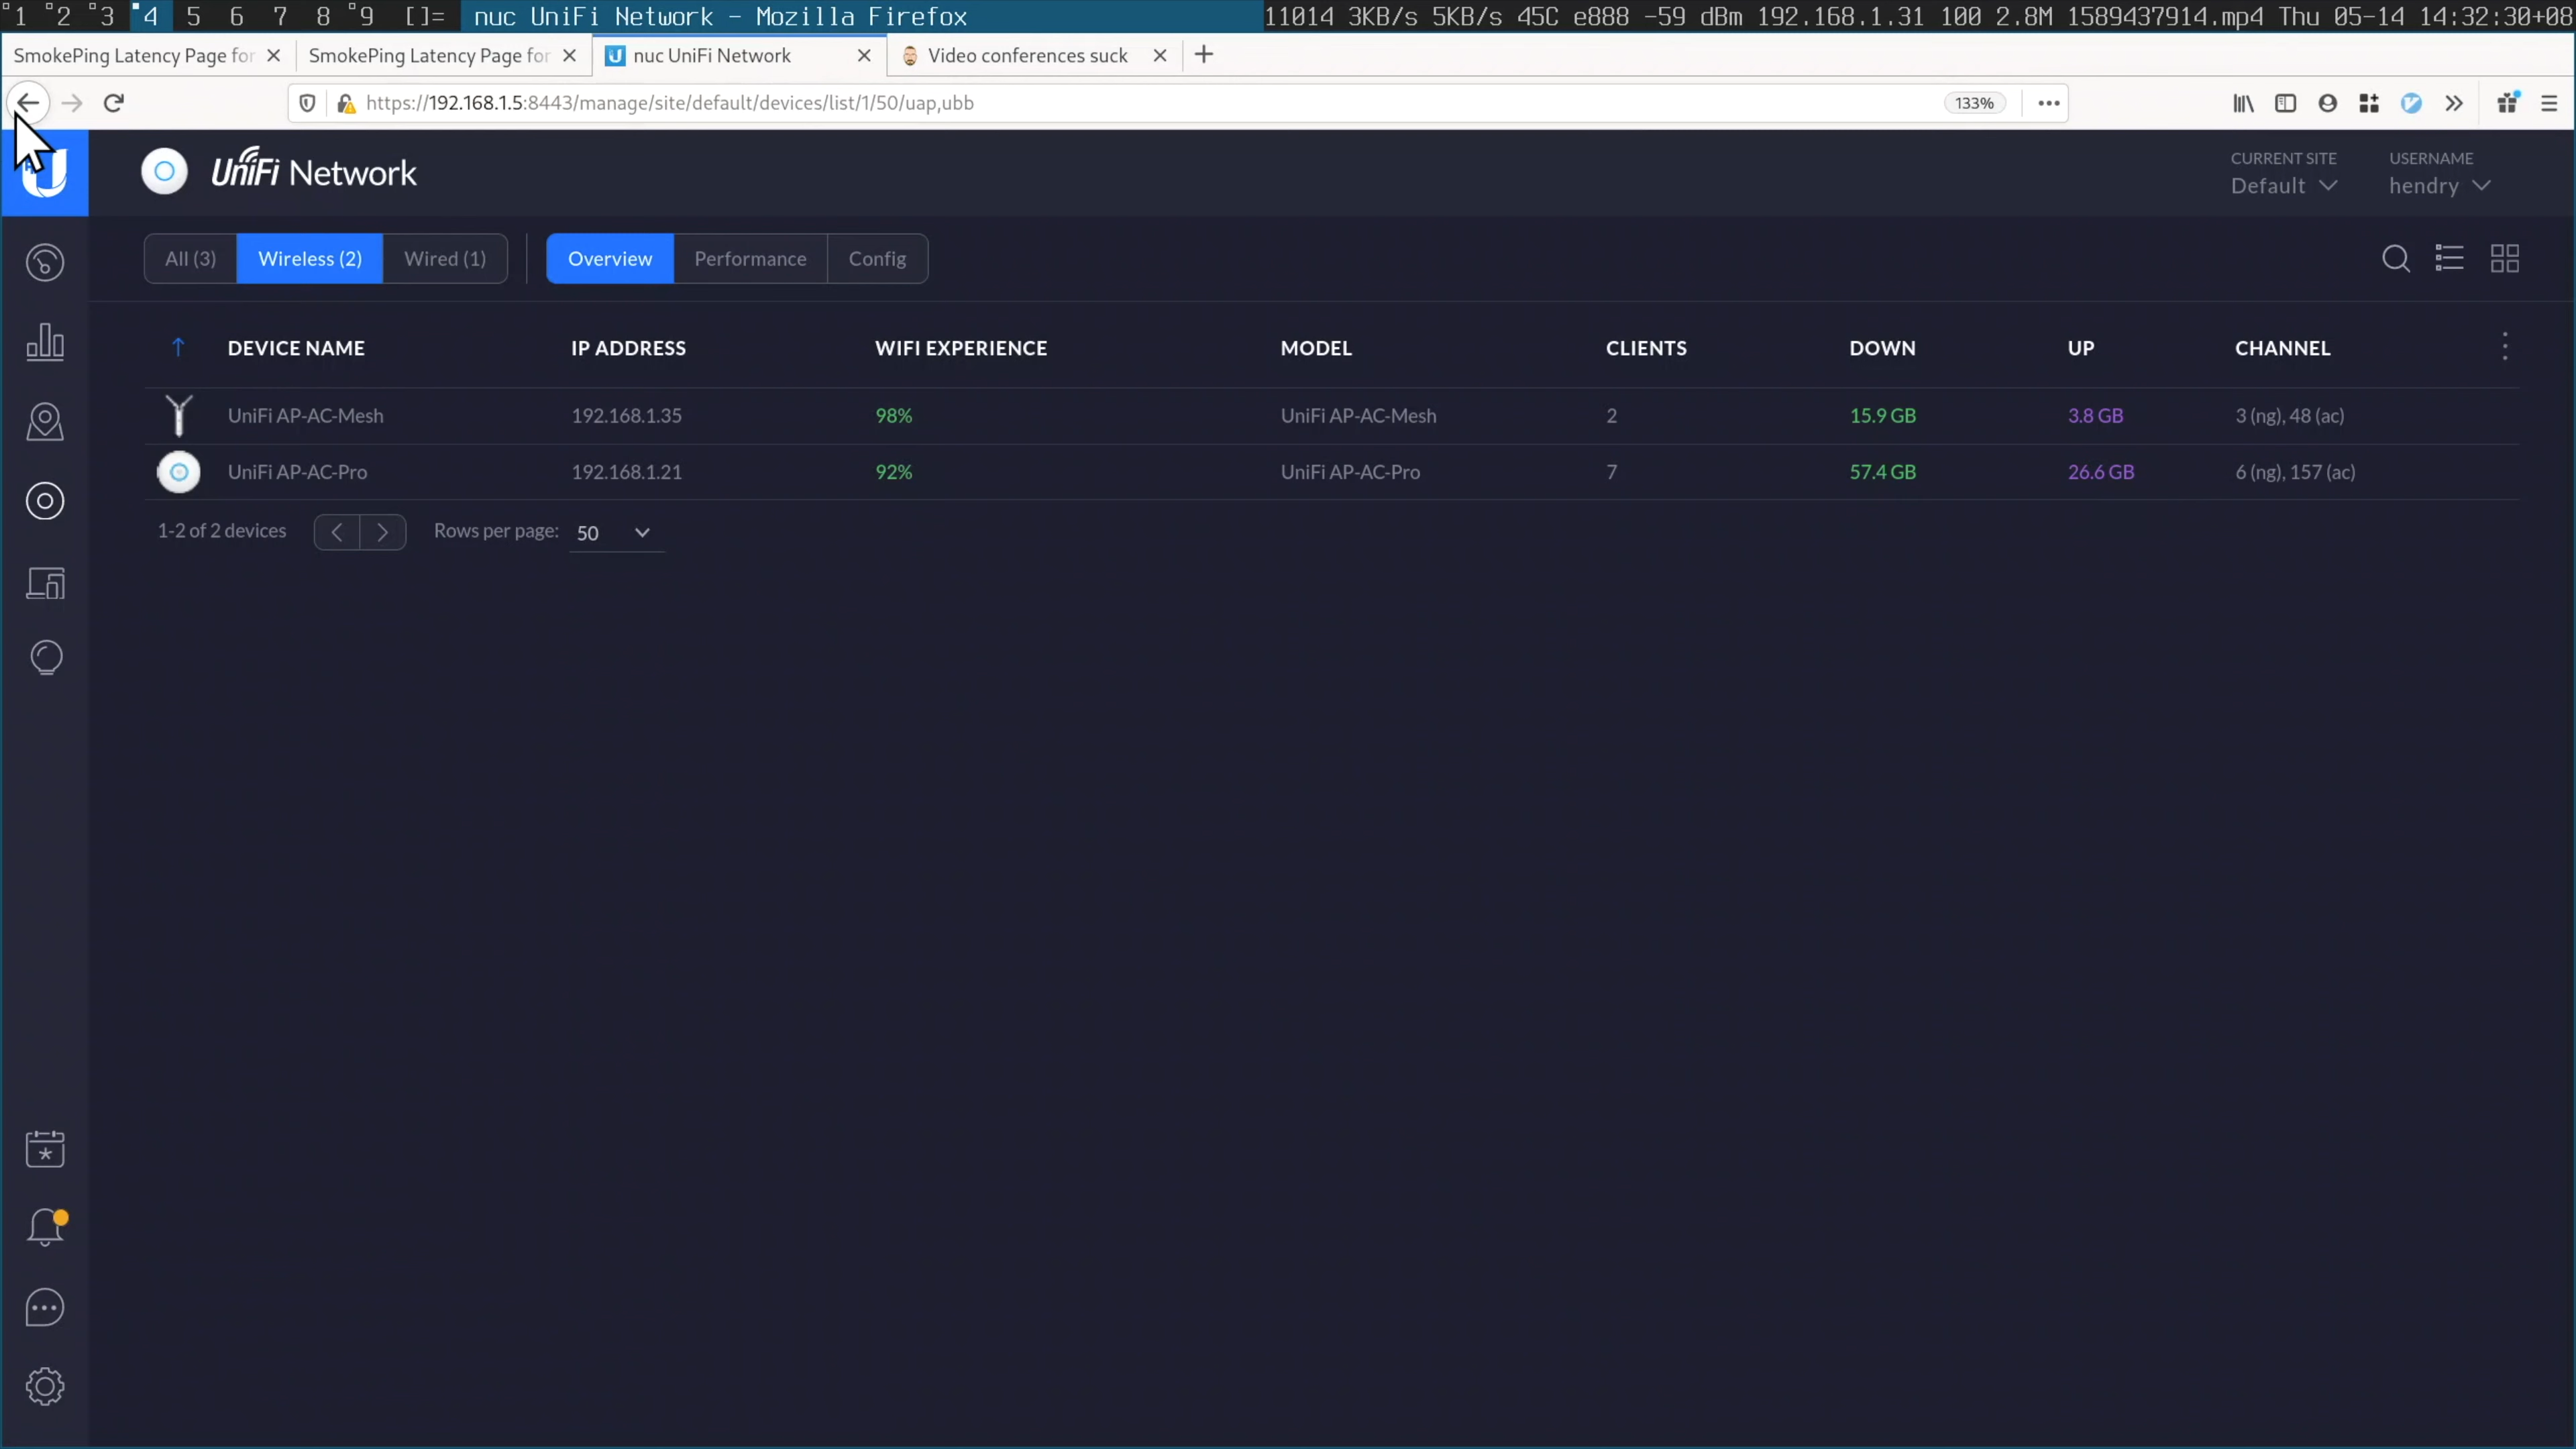 1 2 3 4 5 6 7 8 9 []= nuc UniFi Network - Mozilla Firefox 11014 3KB/s 5KB/s 45C e888 -59 dBm 192.168.1.31 100 2.8M 1589437914.mp4 Thu 05-14 14:32:30+08
SmokePing Latency Page for SmokePing Latency Page for nuc UniFi Network Video conferences suck
https://192.168.1.5:8443/manage/site/default/devices/list/1/50/uap,ubb 133%
UniFi Network
CURRENT SITE USERNAME
Default hendry
All (3) Wireless (2) Wired (1) Overview Performance Config
DEVICE NAME IP ADDRESS WIFI EXPERIENCE MODEL CLIENTS DOWN UP CHANNEL
UniFi AP-AC-Mesh 192.168.1.35 98% UniFi AP-AC-Mesh 2 15.9 GB 3.8 GB 3 (ng), 48 (ac)
UniFi AP-AC-Pro 192.168.1.21 92% UniFi AP-AC-Pro 7 57.4 GB 26.6 GB 6 (ng), 157 (ac)
1-2 of 2 devices Rows per page: 50